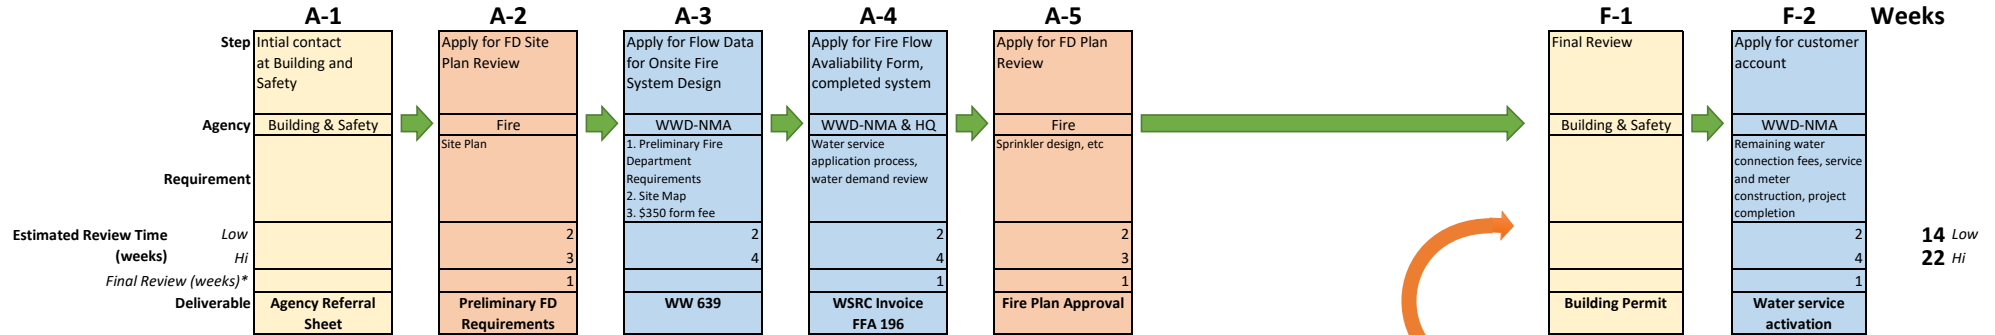 A-1 A-2 A-3 A-4 A-5 F-1 F-2 Weeks
Step
Intial contact
at Building and
Safety
Apply for FD Site
Plan Review
Apply for Flow Data
for Onsite Fire
System Design
Apply for Fire Flow
Avaliability Form,
completed system
Apply for FD Plan
Review
Final Review
Apply for customer
account
Agency Building & Safety Fire WWD-NMA WWD-NMA & HQ Fire Building & Safety WWD-NMA
Requirement
Site Plan
1. Preliminary Fire
Department
Requirements
2. Site Map
3. $350 form fee
Water service
application process,
water demand review
Sprinkler design, etc
Remaining water
connection fees, service
and meter
construction, project
completion
Estimated Review Time
(weeks)
Low 2 2 2 2 2 14 Low
Hi 3 4 4 3 4 22 Hi
Final Review (weeks)* 1 1 1 1
Deliverable
Agency Referral
Sheet
Preliminary FD
Requirements
WW 639
WSRC Invoice
FFA 196
Fire Plan Approval
Building Permit
Water service
activation